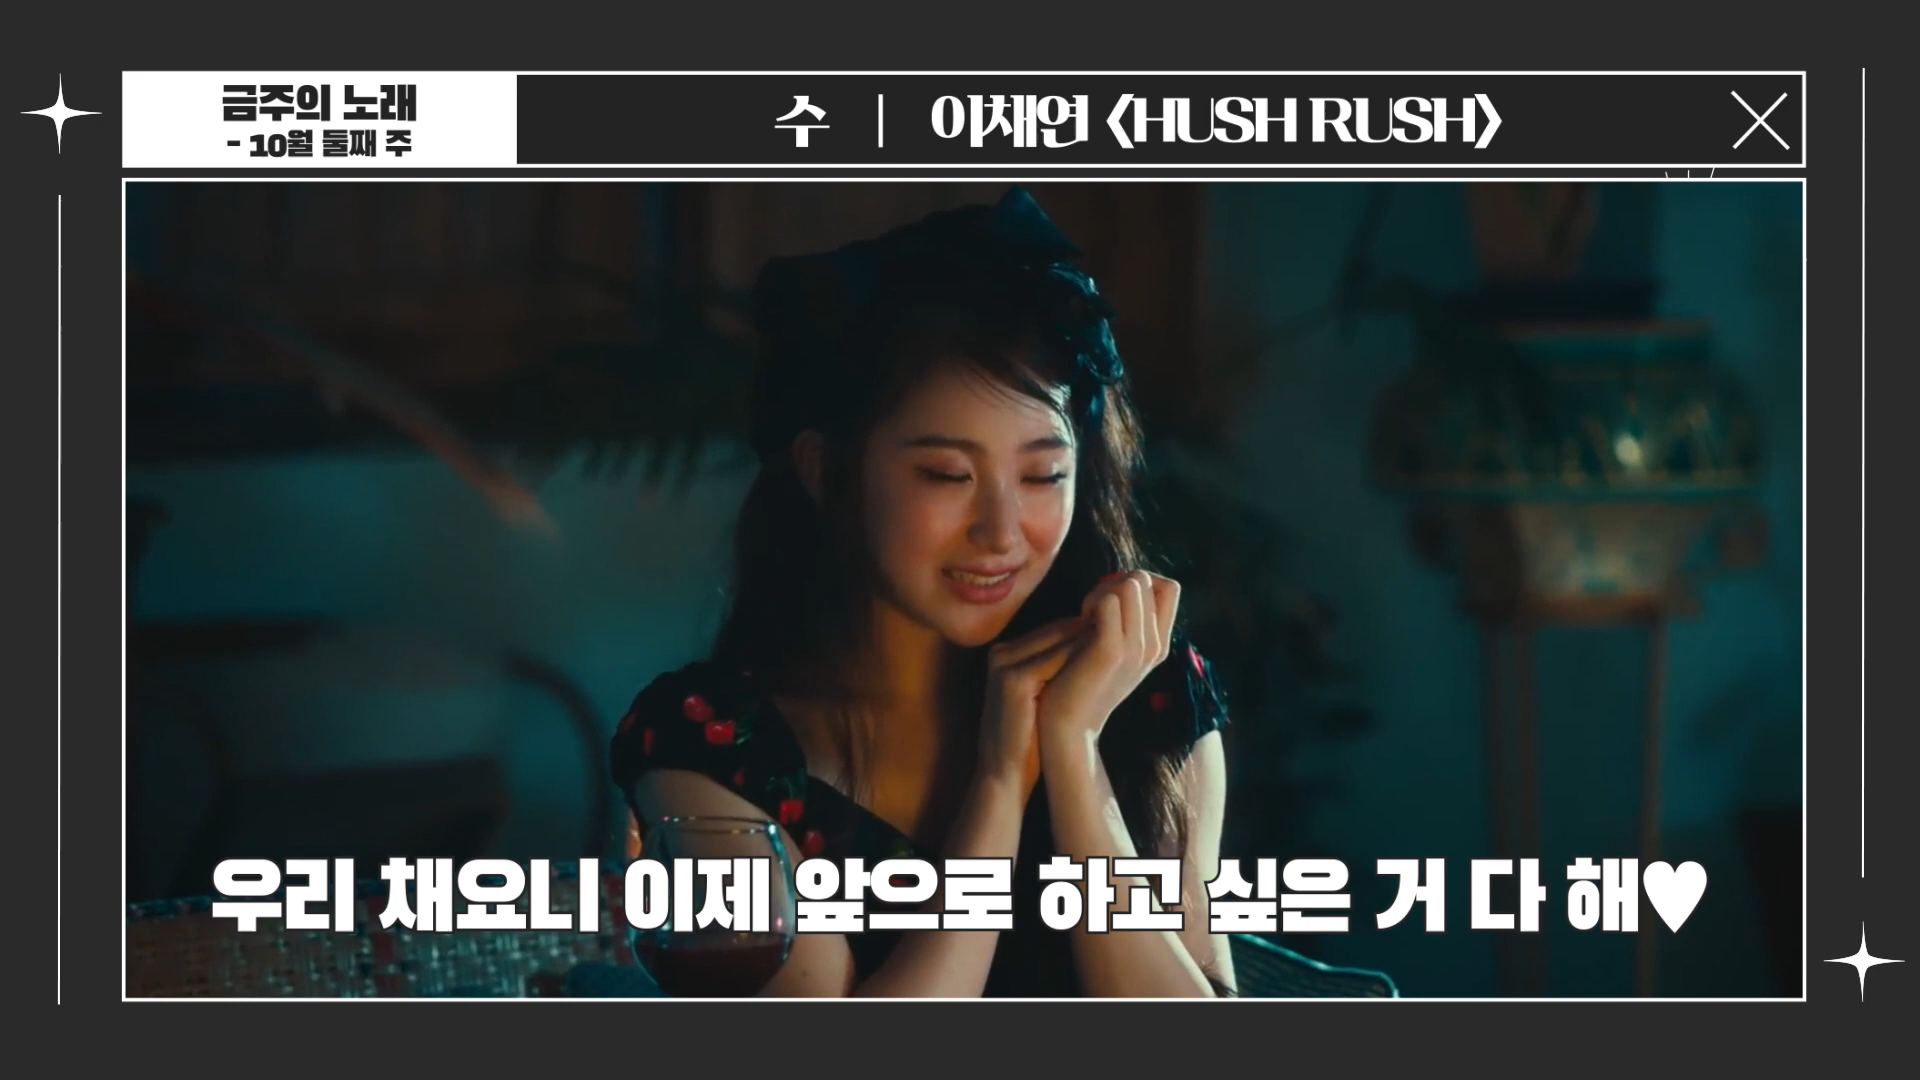 금주의 노래
- 10월 둘째 주
수 | 이채연 《HUSH RUSH》
우리 채요니 이제 앞으로 하고 싶은 거 다 해♥